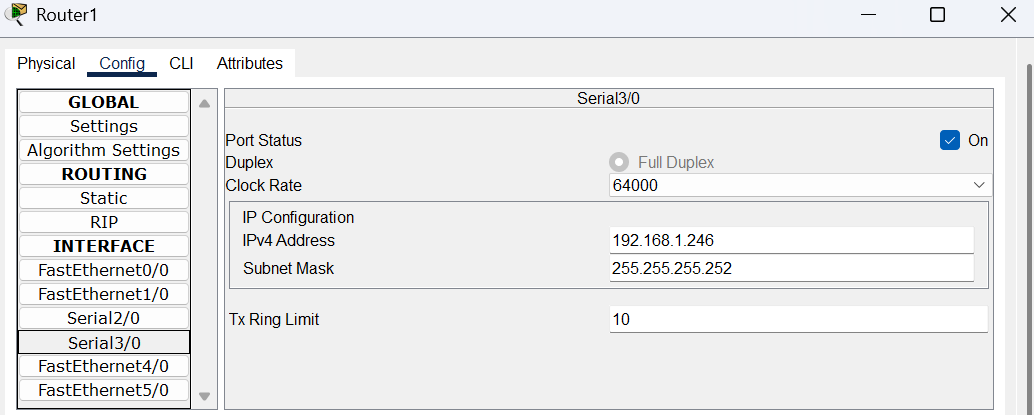 Router1
Physical Config CLI Attributes
GLOBAL
Settings
Algorithm Settings
ROUTING
Static
RIP
INTERFACE
FastEthernet0/0
FastEthernet1/0
Serial2/0
Serial3/0
FastEthernet4/0
FastEthernet5/0
Serial3/0
Port Status On
Duplex Full Duplex
Clock Rate 64000
IP Configuration
IPv4 Address 192.168.1.246
Subnet Mask 255.255.255.252
Tx Ring Limit 10